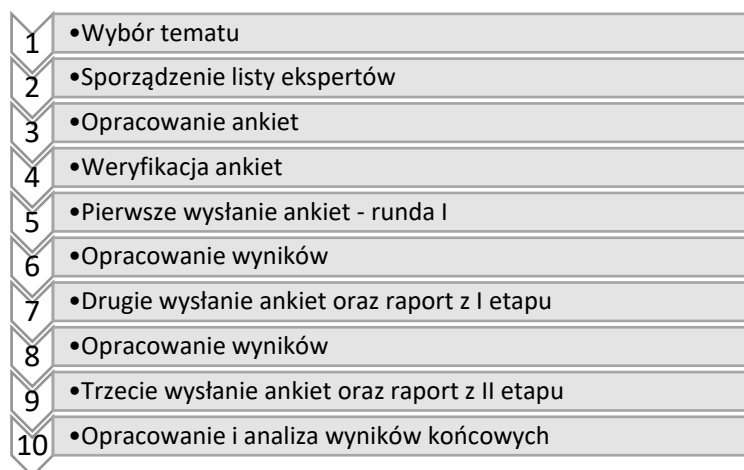 1 •Wybór tematu
2 •Sporządzenie listy ekspertów
3 •Opracowanie ankiet
4 •Weryfikacja ankiet
5 •Pierwsze wysłanie ankiet - runda I
6 •Opracowanie wyników
7 •Drugie wysłanie ankiet oraz raport z I etapu
8 •Opracowanie wyników
9 •Trzecie wysłanie ankiet oraz raport z II etapu
10 •Opracowanie i analiza wyników końcowych